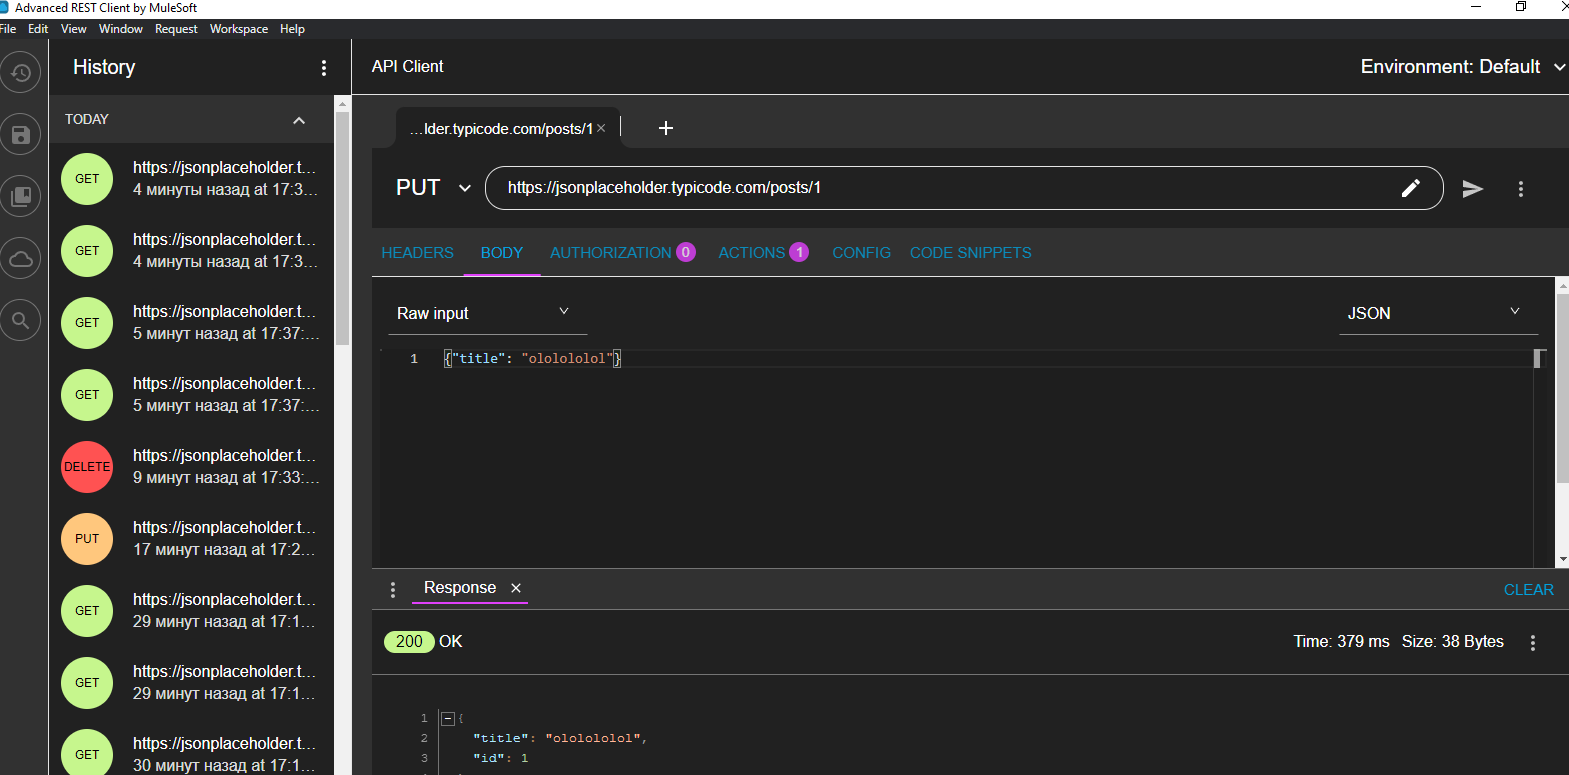 Advanced REST Client by MuleSoft
File Edit View Window Request Workspace Help
History
API Client
Environment: Default
TODAY
GET
https://jsonplaceholder.t...
4 минуты назад at 17:3...
GET
https://jsonplaceholder.t...
4 минуты назад at 17:3...
GET
https://jsonplaceholder.t...
5 минут назад at 17:37:...
GET
https://jsonplaceholder.t...
5 минут назад at 17:37:...
DELETE
https://jsonplaceholder.t...
9 минут назад at 17:33:...
PUT
https://jsonplaceholder.t...
17 минут назад at 17:2...
GET
https://jsonplaceholder.t...
29 минут назад at 17:1...
GET
https://jsonplaceholder.t...
29 минут назад at 17:1...
GET
https://jsonplaceholder.t...
30 минут назад at 17:1...
...lder.typicode.com/posts/1
PUT https://jsonplaceholder.typicode.com/posts/1
HEADERS BODY AUTHORIZATION 0 ACTIONS 1 CONFIG CODE SNIPPETS
Raw input JSON
1 {"title": "olololololol"}
Response
CLEAR
200 OK Time: 379 ms Size: 38 Bytes
1 {
2 "title": "olololololol",
3 "id": 1